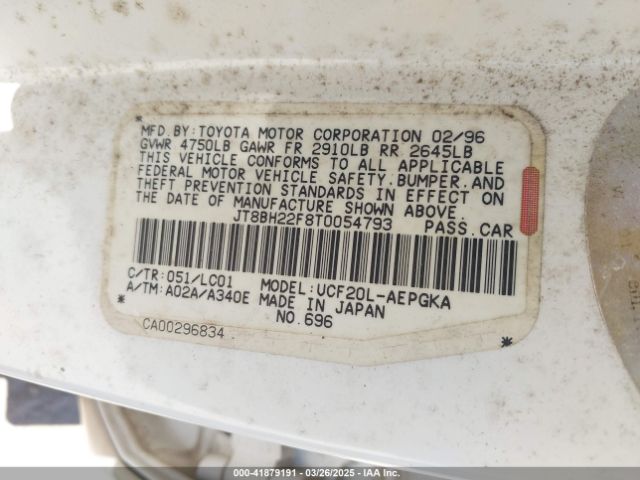 MFD.BY:TOYOTA MOTOR CORPORATION 02/96
GVWR 4750LB GAWR FR 2910LB RR 2645LB
THIS VEHICLE CONFORMS TO ALL APPLICABLE
FEDERAL MOTOR VEHICLE SAFETY,BUMPER,AND
THEFT PREVENTION STANDARDS IN EFFECT ON
THE DATE OF MANUFACTURE SHOWN ABOVE.
JT8BH22F8T0054793 PASS.CAR
C/TR:051/LC01 MODEL:UCF20L-AEPGKA
A/TM:A02A/A340E MADE IN JAPAN
NO.696
CA00296834
000-41879191 - 03/26/2025 - IAA Inc.